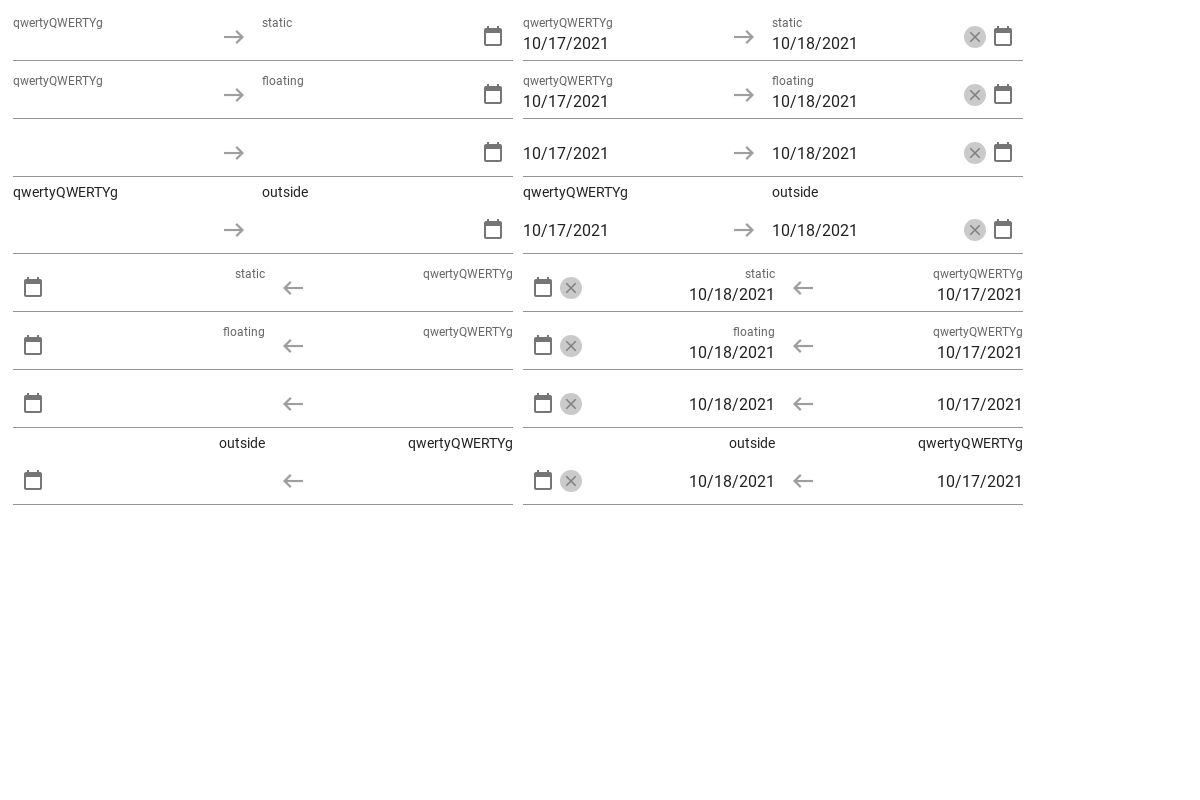 qwertyQWERTYg static qwertyQWERTYg static
10/17/2021 10/18/2021
qwertyQWERTYg floating qwertyQWERTYg floating
10/17/2021 10/18/2021
10/17/2021 10/18/2021
qwertyQWERTYg outside qwertyQWERTYg outside
10/17/2021 10/18/2021
static qwertyQWERTYg static qwertyQWERTYg
10/18/2021 10/17/2021
floating qwertyQWERTYg floating qwertyQWERTYg
10/18/2021 10/17/2021
10/18/2021 10/17/2021
outside qwertyQWERTYg outside qwertyQWERTYg
10/18/2021 10/17/2021